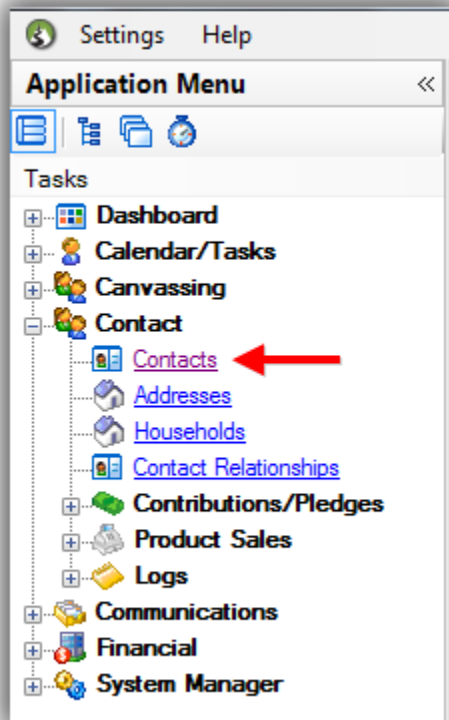 Settings Help
Application Menu
Tasks
Dashboard
Calendar/Tasks
Canvassing
Contact
Contacts
Addresses
Households
Contact Relationships
Contributions/Pledges
Product Sales
Logs
Communications
Financial
System Manager